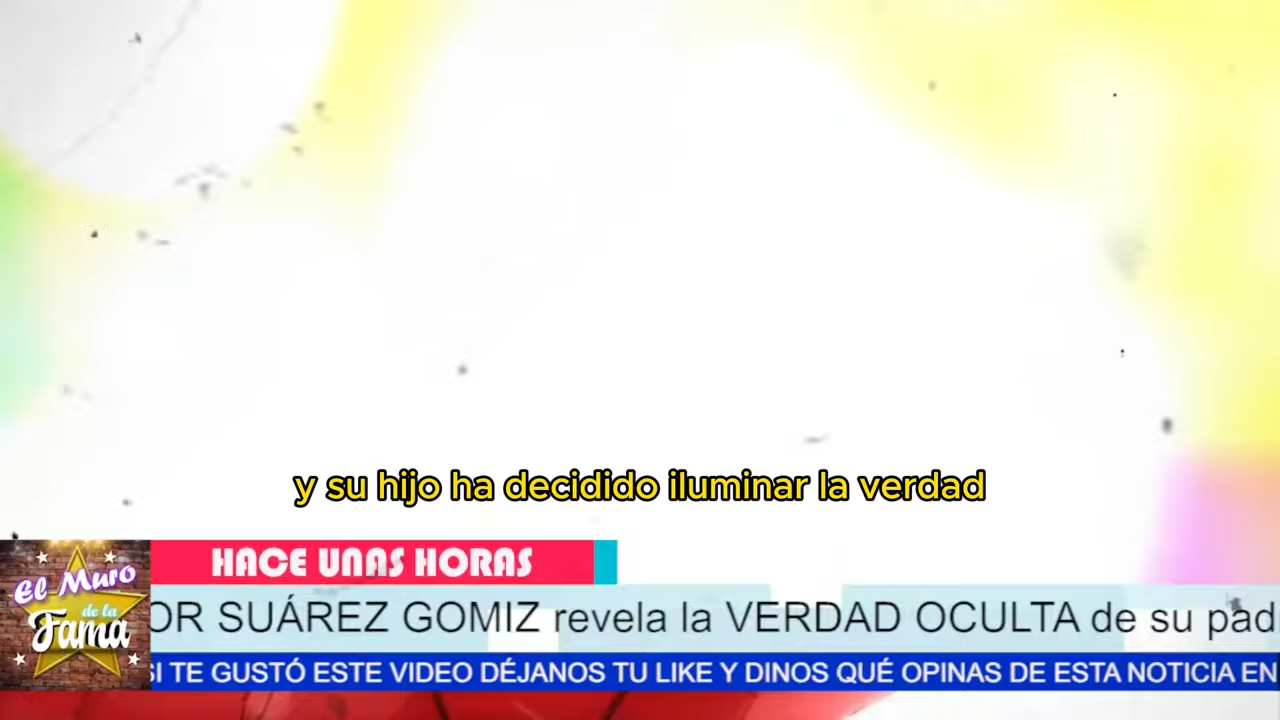 y su hijo ha decidido iluminar la verdad
HACE UNAS HORAS
El Muro
de la
Fama
OR SUÁREZ GOMIZ revela la VERDAD OCULTA de su pad
SI TE GUSTÓ ESTE VIDEO DÉJANOS TU LIKE Y DINOS QUÉ OPINAS DE ESTA NOTICIA EN